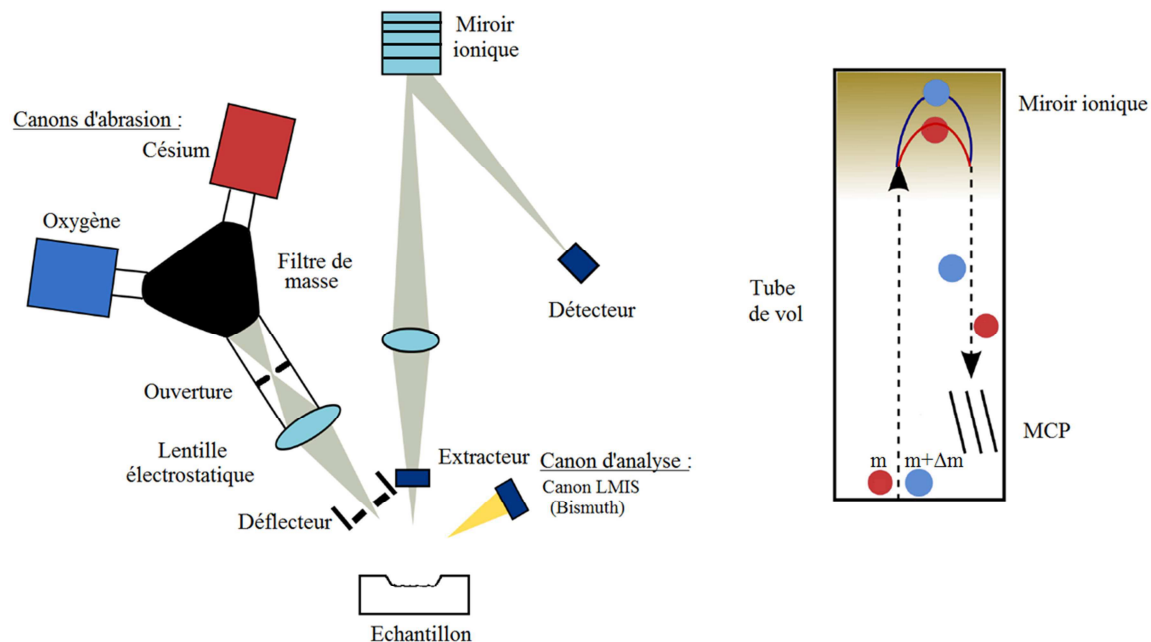 Miroir
ionique
Canons d'abrasion :
Césium
Oxygène
Filtre de
masse
Détecteur
Ouverture
Lentille
électrostatique
Extracteur
Canon d'analyse :
Canon LMIS
(Bismuth)
Déflecteur
Echantillon
Miroir ionique
Tube
de vol
MCP
m
m+Δm